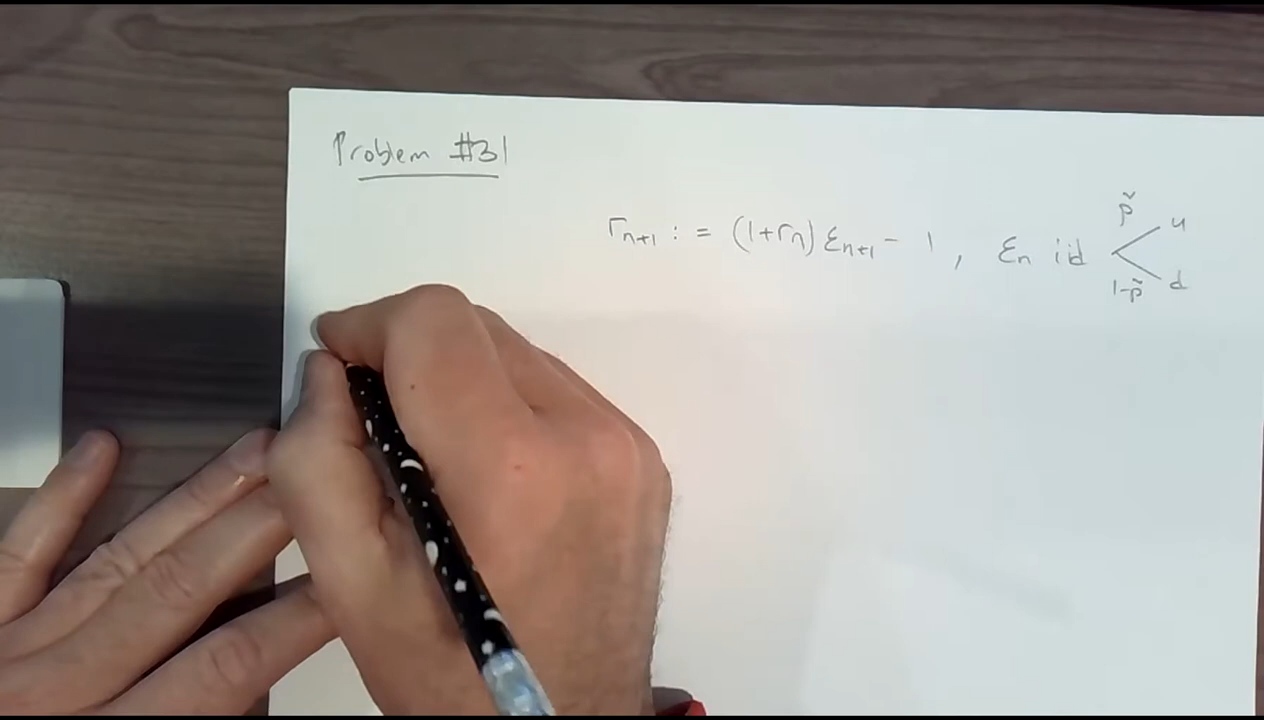 Problem #31
p̃ u
r_{n+1} := (1+r_n) ε_{n+1} - 1 , ε_n iid
1-p̃ d